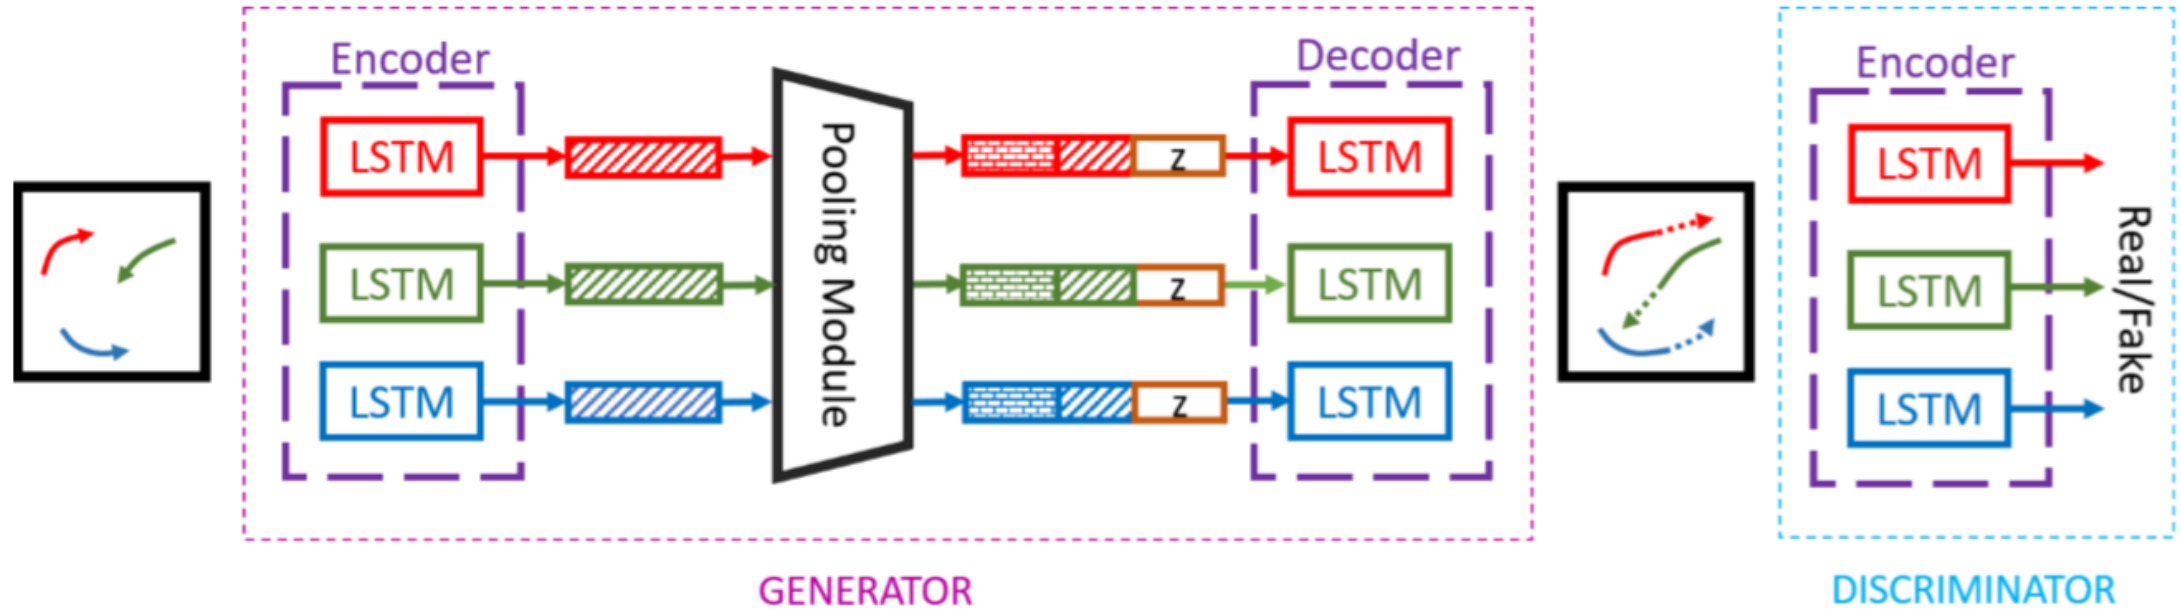 Encoder
LSTM
LSTM
LSTM
Pooling Module
z
z
z
Decoder
LSTM
LSTM
LSTM
GENERATOR
Encoder
LSTM
LSTM
LSTM
Real/Fake
DISCRIMINATOR